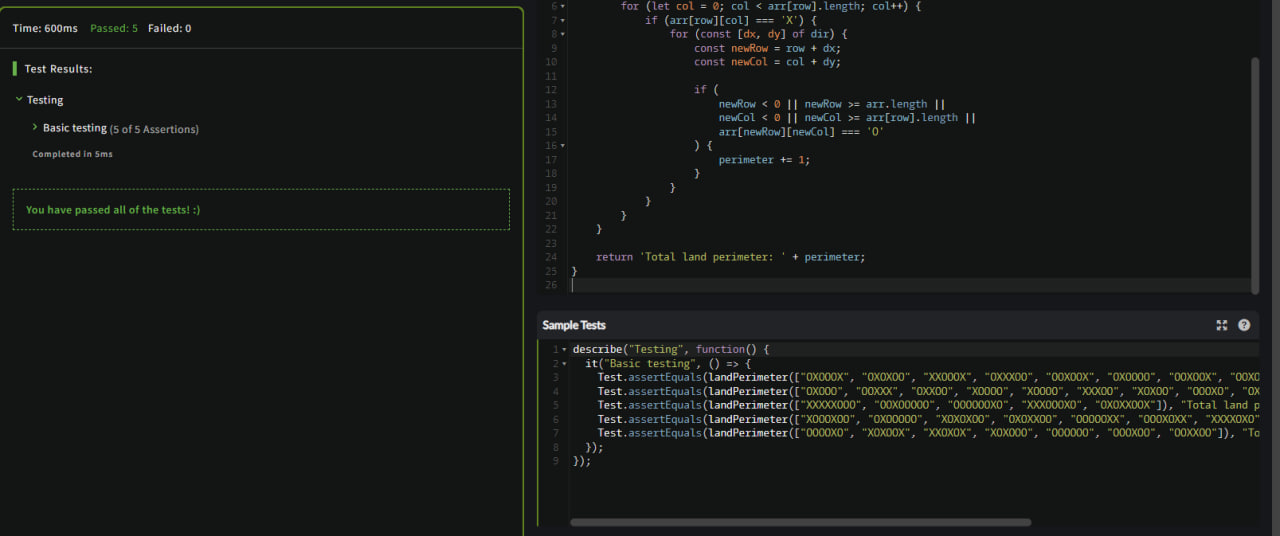 Time: 600ms Passed: 5 Failed: 0
Test Results:
Testing
Basic testing (5 of 5 Assertions)
Completed in 5ms
You have passed all of the tests! :)
6 for (let col = 0; col < arr[row].length; col++) {
7 if (arr[row][col] === 'X') {
8 for (const [dx, dy] of dir) {
9 const newRow = row + dx;
10 const newCol = col + dy;
11
12 if (
13 newRow < 0 || newRow >= arr.length ||
14 newCol < 0 || newCol >= arr[row].length ||
15 arr[newRow][newCol] === 'O'
16 ) {
17 perimeter += 1;
18 }
19 }
20 }
21 }
22 }
23
24 return 'Total land perimeter: ' + perimeter;
25 }
26
Sample Tests
1 describe("Testing", function() {
2 it("Basic testing", () => {
3 Test.assertEquals(landPerimeter(["OXOOOX", "OXOXOO", "XXOOOX", "OXXXOO", "OOXOOX", "OXOOOO", "OOXOOX", "OOXO
4 Test.assertEquals(landPerimeter(["OXOOO", "OOXXX", "OXXOO", "XOOOO", "XOOOO", "XXXOO", "XOXOO", "OOOXO", "OX
5 Test.assertEquals(landPerimeter(["XXXXXOOO", "OOXOOOOO", "OOOOOOXO", "XXXOOOXO", "OXOXXOOX"]), "Total land p
6 Test.assertEquals(landPerimeter(["XOOOXOO", "OXOOOOO", "XOXOXOO", "OXOXXOO", "OOOOOXX", "OOOXOXX", "XXXXOXO"
7 Test.assertEquals(landPerimeter(["OOOOXO", "XOXOOX", "XXOXOX", "XOXOOO", "OOOOOO", "OOOXOO", "OOXXOO"]), "To
8 });
9 });